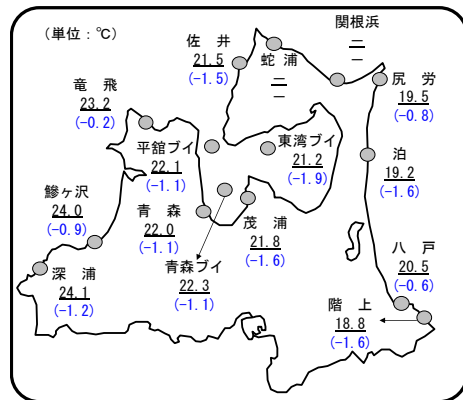 (単位：℃)
佐 井
21.5
(-1.5)
蛇 浦
―
―
関根浜
―
―
尻 労
19.5
(-0.8)
竜 飛
23.2
(-0.2)
平舘ブイ
22.1
(-1.1)
東湾ブイ
21.2
(-1.9)
泊
19.2
(-1.6)
鰺ヶ沢
24.0
(-0.9)
青 森
22.0
(-1.1)
茂 浦
21.8
(-1.6)
青森ブイ
22.3
(-1.1)
深 浦
24.1
(-1.2)
八 戸
20.5
(-0.6)
階 上
18.8
(-1.6)